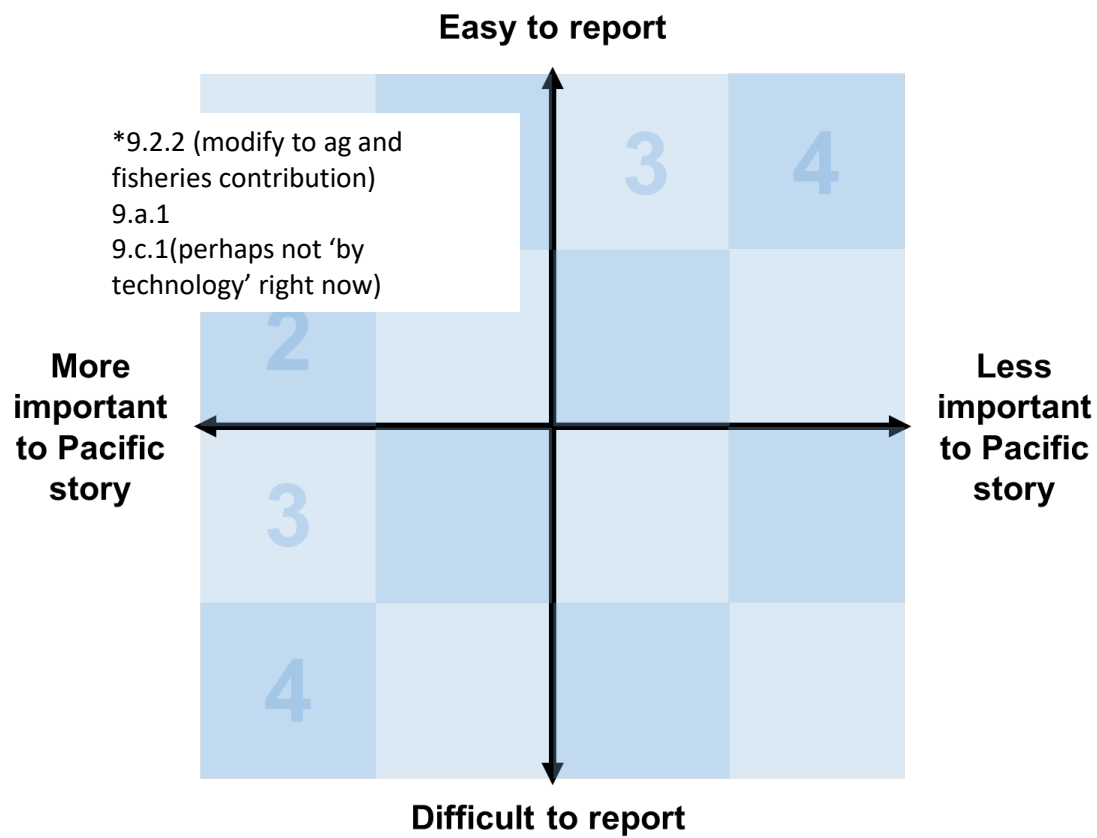 Easy to report
*9.2.2 (modify to ag and
fisheries contribution)
9.a.1
9.c.1(perhaps not ‘by
technology’ right now)
3
4
2
More
important
to Pacific
story
Less
important
to Pacific
story
3
4
Difficult to report